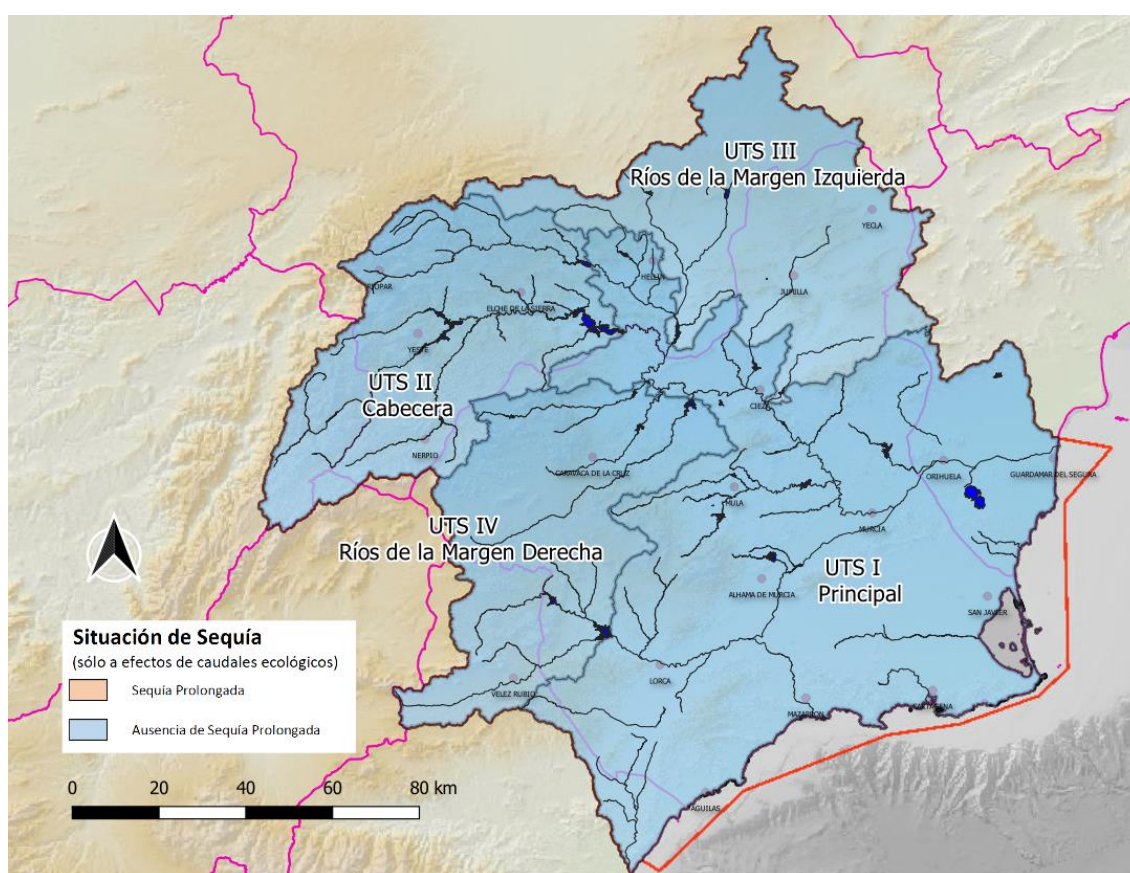 UTS III
Ríos de la Margen Izquierda
YECLA
HELLIN
RIOPAR
JUMILLA
ELCHE DE LA SIERRA
YESTE
UTS II
Cabecera
CIEZA
NERPIO
CARAVACA DE LA CRUZ
ORIHUELA
GUARDAMAR DEL SEGURA
MULA
MURCIA
UTS IV
Ríos de la Margen Derecha
UTS I
Principal
ALHAMA DE MURCIA
SAN JAVIER
LORCA
VELEZ RUBIO
MAZARRON
CARTAGENA
AGUILAS
Situación de Sequía
(sólo a efectos de caudales ecológicos)
Sequía Prolongada
Ausencia de Sequía Prolongada
0 20 40 60 80 km